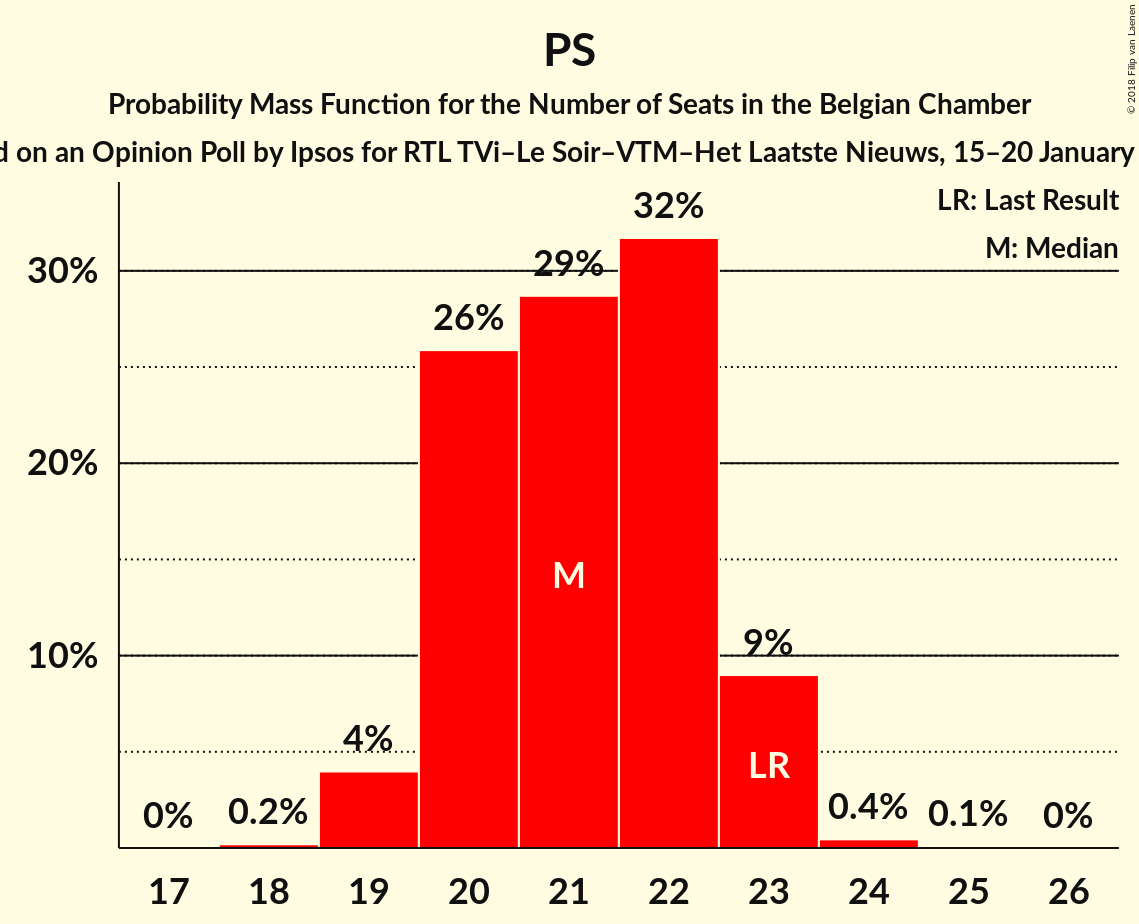 PS
Probability Mass Function for the Number of Seats in the Belgian Chamber
on an Opinion Poll by Ipsos for RTL TVi–Le Soir–VTM–Het Laatste Nieuws, 15–20 January
© 2018 Filip van Laenen
LR: Last Result
M: Median
30%
20%
10%
0%
0.2%
4%
26%
29%
32%
9%
0.4%
0.1%
0%
M
LR
17 18 19 20 21 22 23 24 25 26